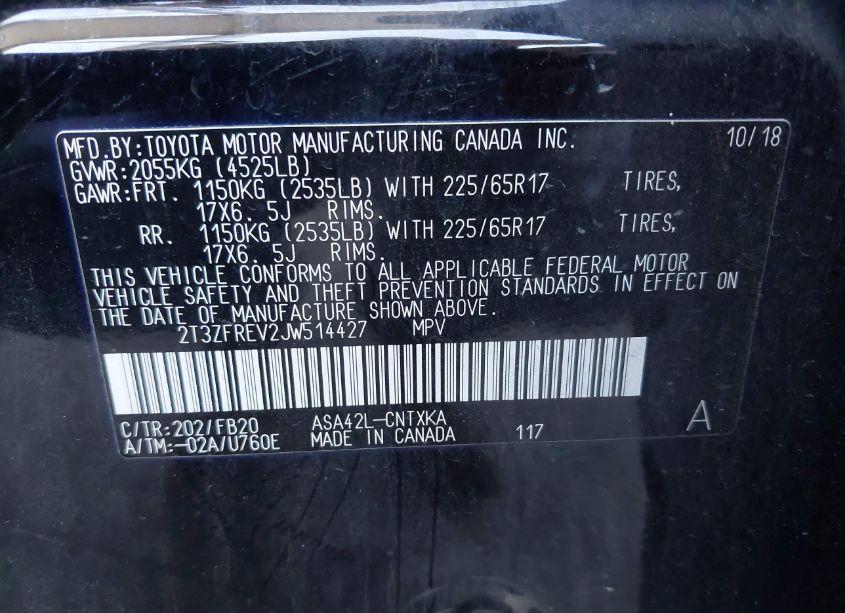 MFD.BY:TOYOTA MOTOR MANUFACTURING CANADA INC. 10/18
GVWR:2055KG (4525LB)
GAWR:FRT. 1150KG (2535LB) WITH 225/65R17 TIRES,
17X6. 5J RIMS.
RR. 1150KG (2535LB) WITH 225/65R17 TIRES,
17X6. 5J RIMS.
THIS VEHICLE CONFORMS TO ALL APPLICABLE FEDERAL MOTOR
VEHICLE SAFETY AND THEFT PREVENTION STANDARDS IN EFFECT ON
THE DATE OF MANUFACTURE SHOWN ABOVE.
2T3ZFREV2JW514427 MPV
C/TR:202/FB20 ASA42L-CNTXKA
A/TM:-02A/U760E MADE IN CANADA 117 A